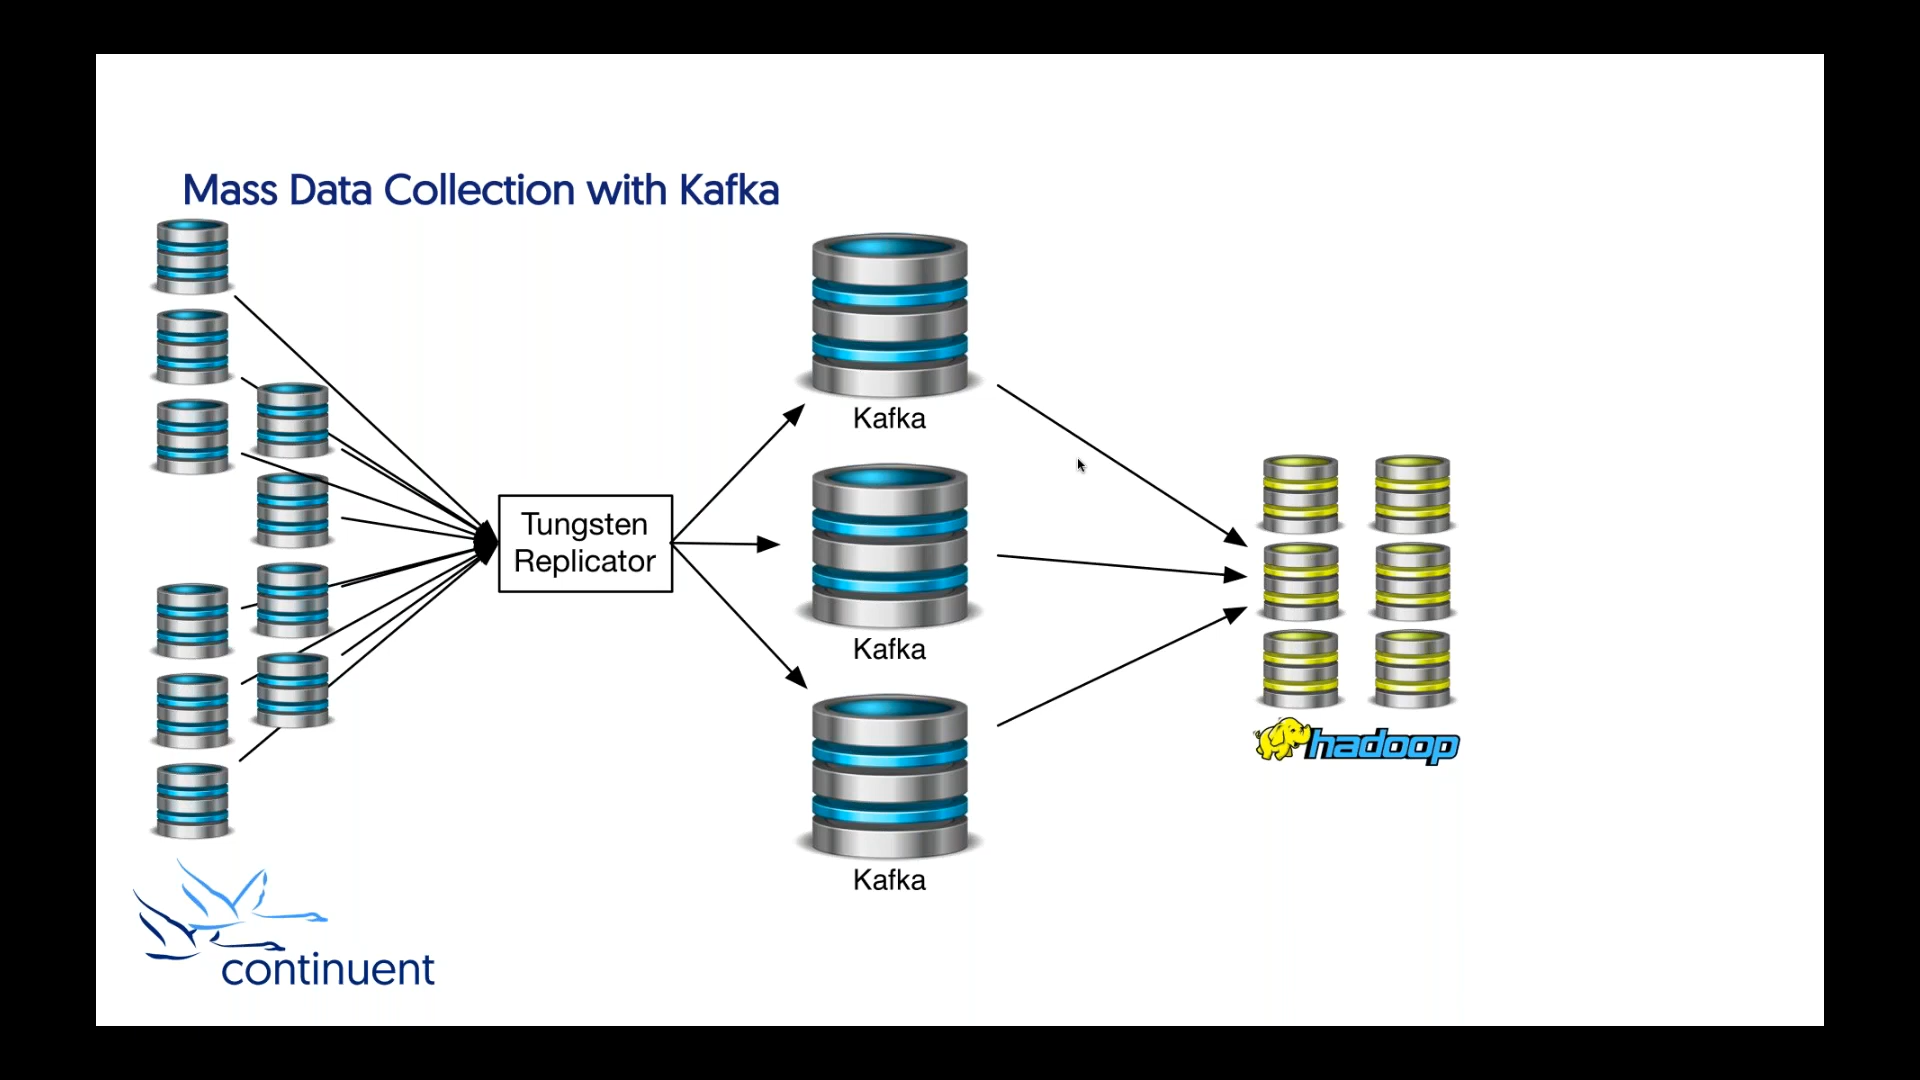 Mass Data Collection with Kafka
Tungsten
Replicator
Kafka
Kafka
Kafka
hadoop
continuent